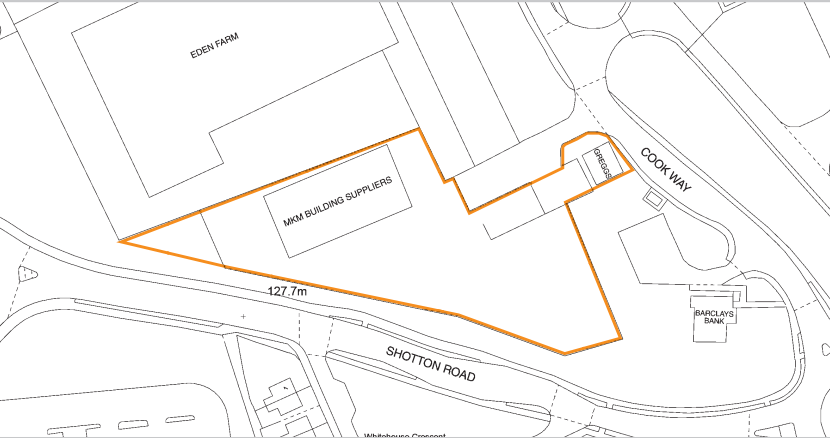 EDEN FARM
COOK WAY
GREGGS
MKM BUILDING SUPPLIERS
127.7m
BARCLAYS
BANK
SHOTTON ROAD
Whitehouse Crescent